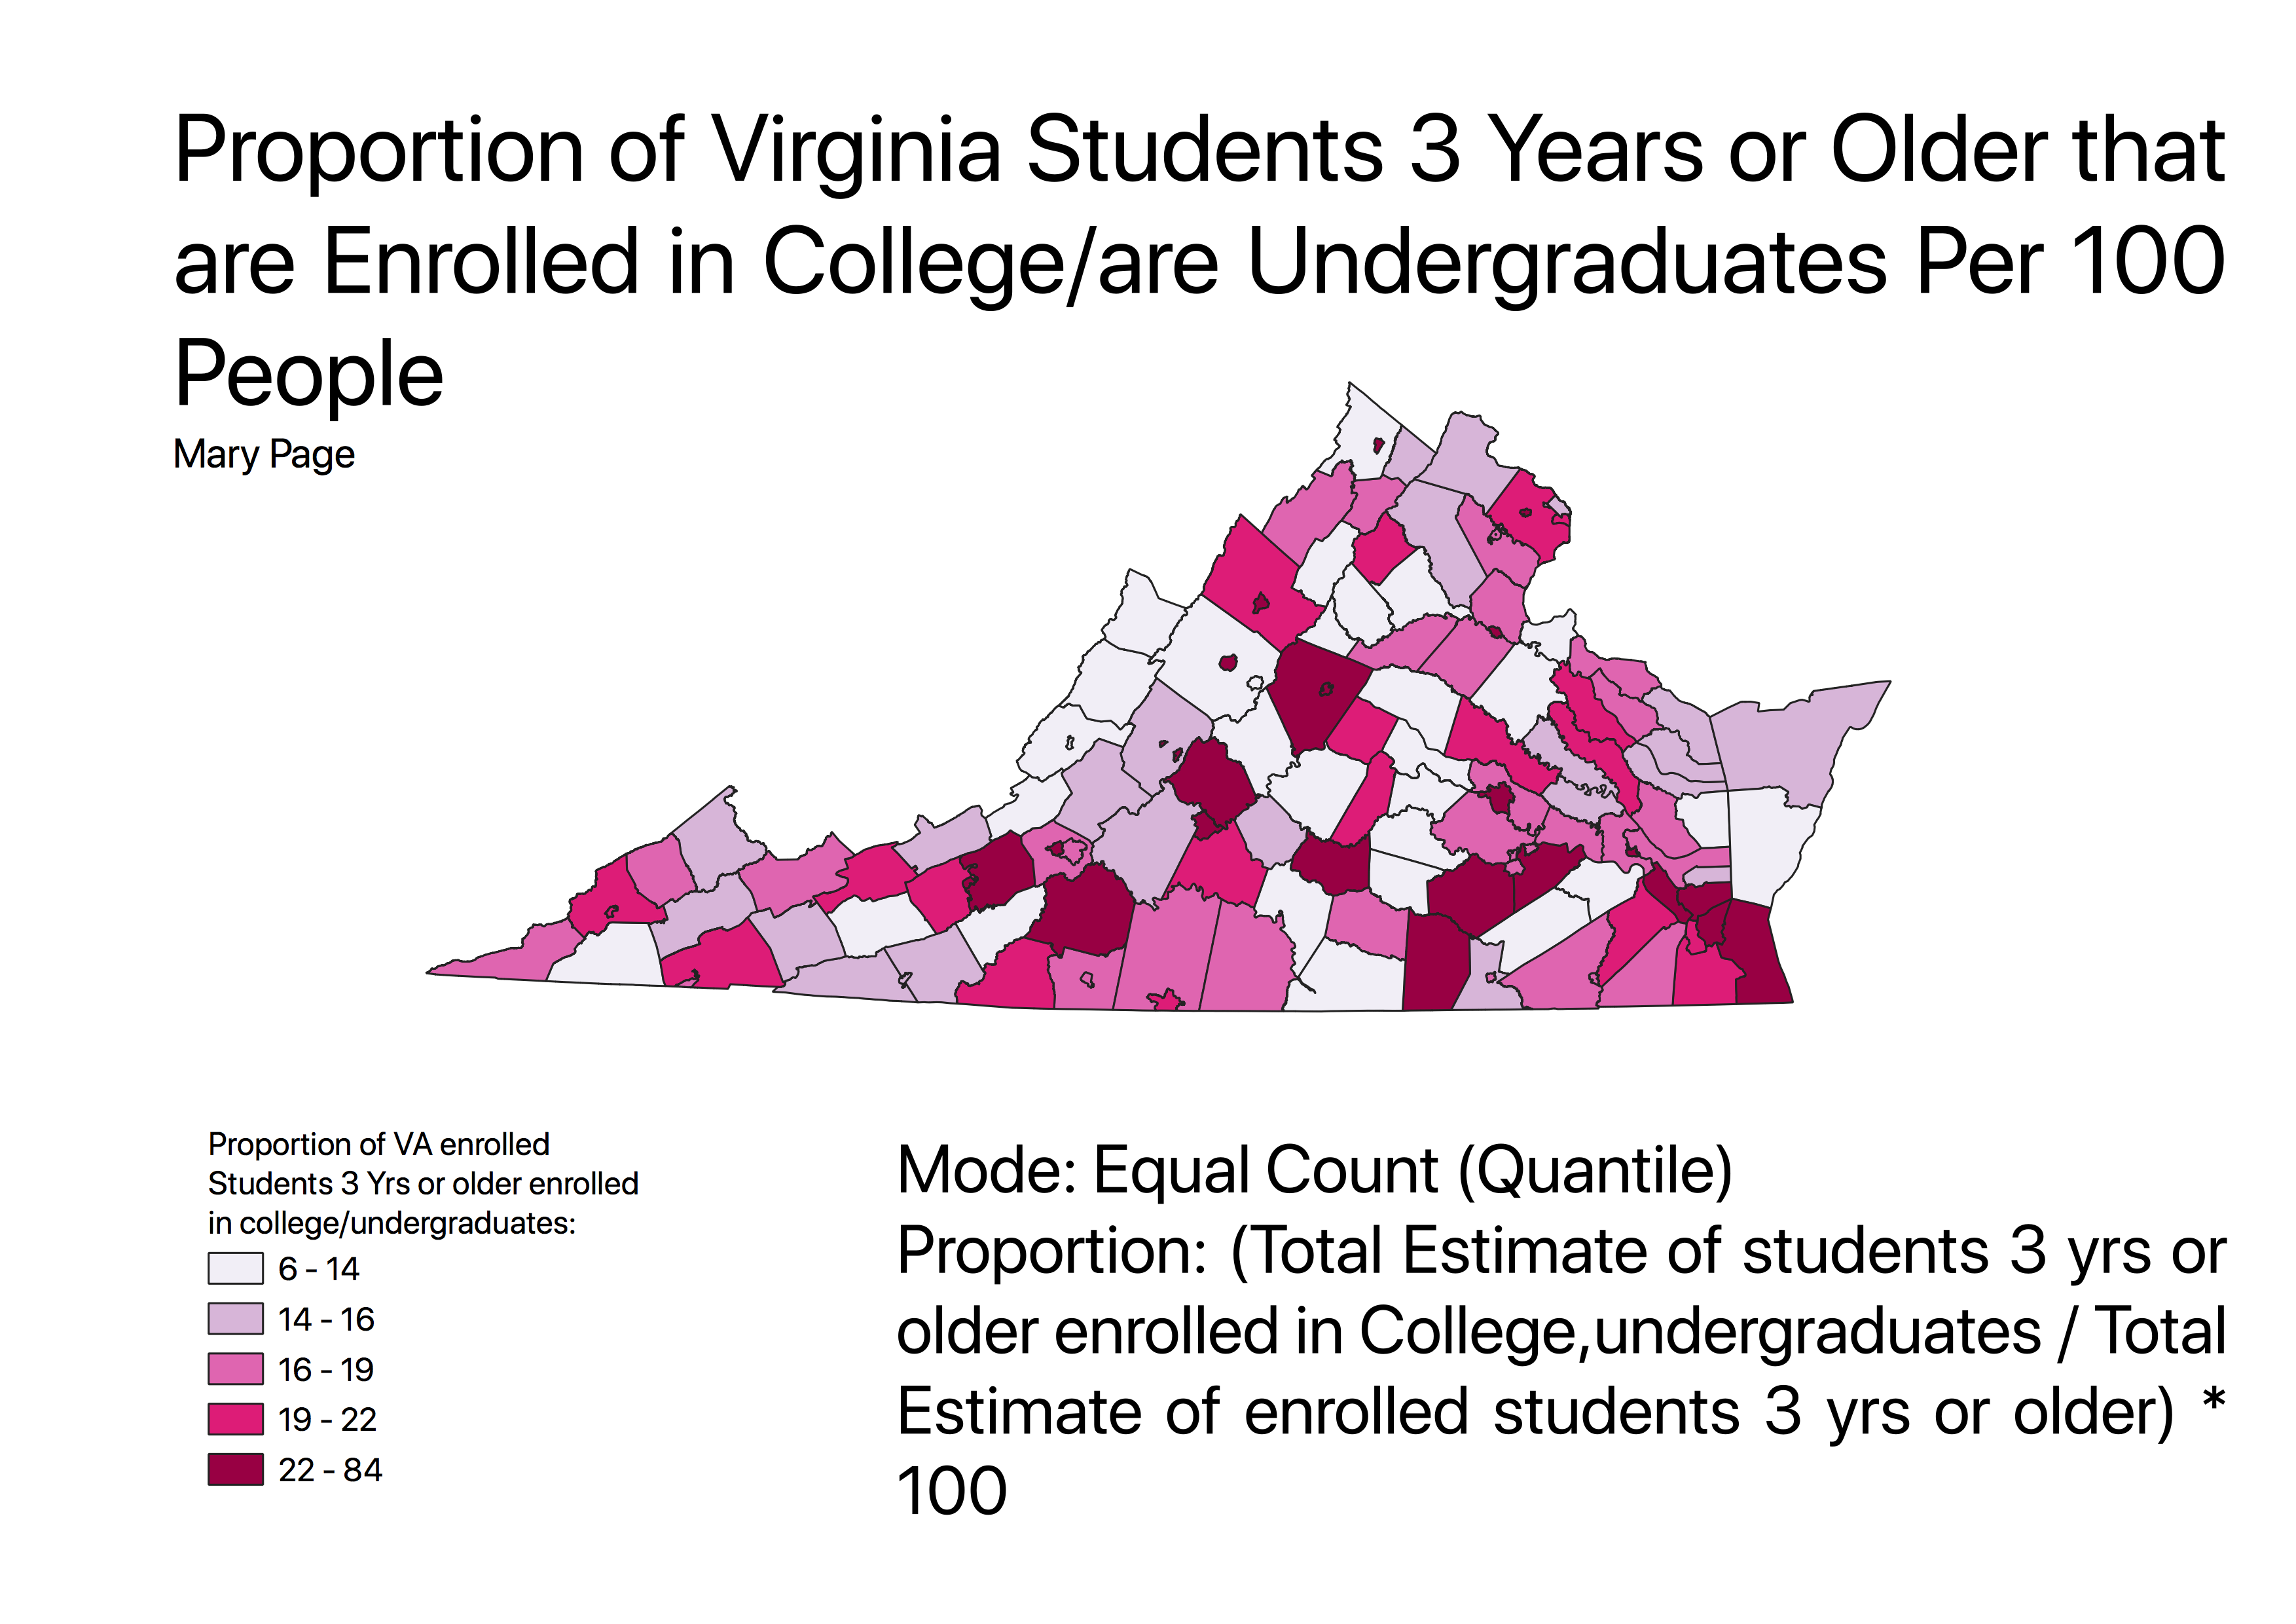 Proportion of Virginia Students 3 Years or Older that
are Enrolled in College/are Undergraduates Per 100
People
Mary Page
Proportion of VA enrolled
Students 3 Yrs or older enrolled
in college/undergraduates:
6 - 14
14 - 16
16 - 19
19 - 22
22 - 84
Mode: Equal Count (Quantile)
Proportion: (Total Estimate of students 3 yrs or
older enrolled in College,undergraduates / Total
Estimate of enrolled students 3 yrs or older) *
100